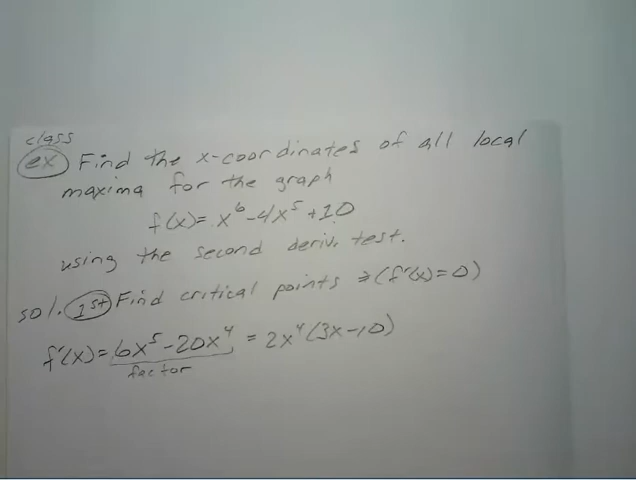 class
ex Find the x-coordinates of all local
maxima for the graph
f(x)= x⁶-4x⁵+10
using the second deriv. test.
sol. 1st Find critical points ⇒(f'(x)=0)
f'(x)= 6x⁵-20x⁴ = 2x⁴(3x-10)
factor